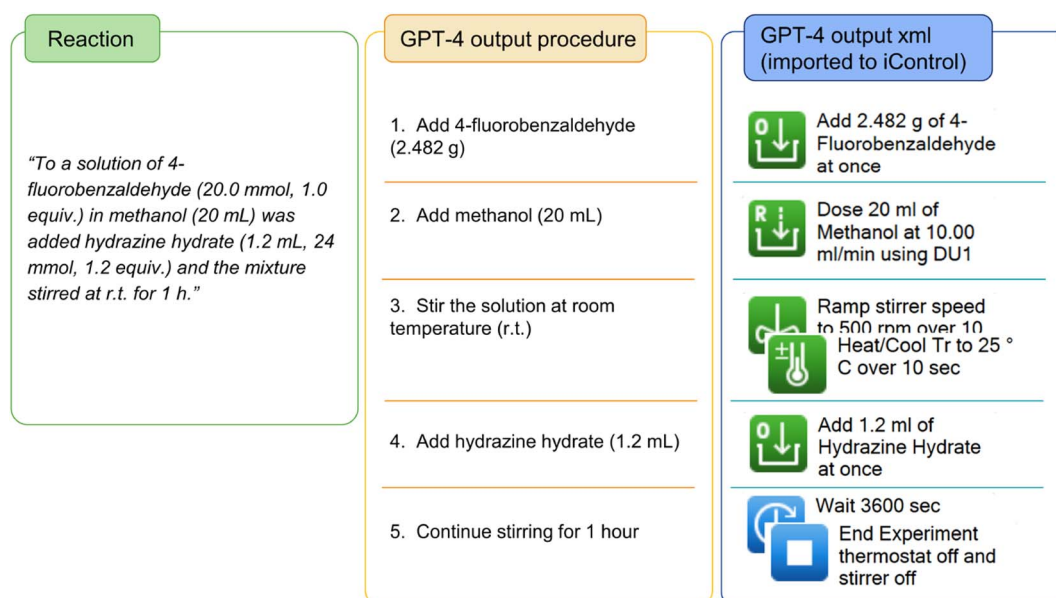 Reaction
"To a solution of 4-
fluorobenzaldehyde (20.0 mmol, 1.0
equiv.) in methanol (20 mL) was
added hydrazine hydrate (1.2 mL, 24
mmol, 1.2 equiv.) and the mixture
stirred at r.t. for 1 h."
GPT-4 output procedure
1. Add 4-fluorobenzaldehyde
(2.482 g)
2. Add methanol (20 mL)
3. Stir the solution at room
temperature (r.t.)
4. Add hydrazine hydrate (1.2 mL)
5. Continue stirring for 1 hour
GPT-4 output xml
(imported to iControl)
O
Add 2.482 g of 4-
Fluorobenzaldehyde
at once
R
Dose 20 ml of
Methanol at 10.00
ml/min using DU1
Ramp stirrer speed
to 500 rpm over 10
±
Heat/Cool Tr to 25 °
C over 10 sec
O
Add 1.2 ml of
Hydrazine Hydrate
at once
Wait 3600 sec
End Experiment
thermostat off and
stirrer off